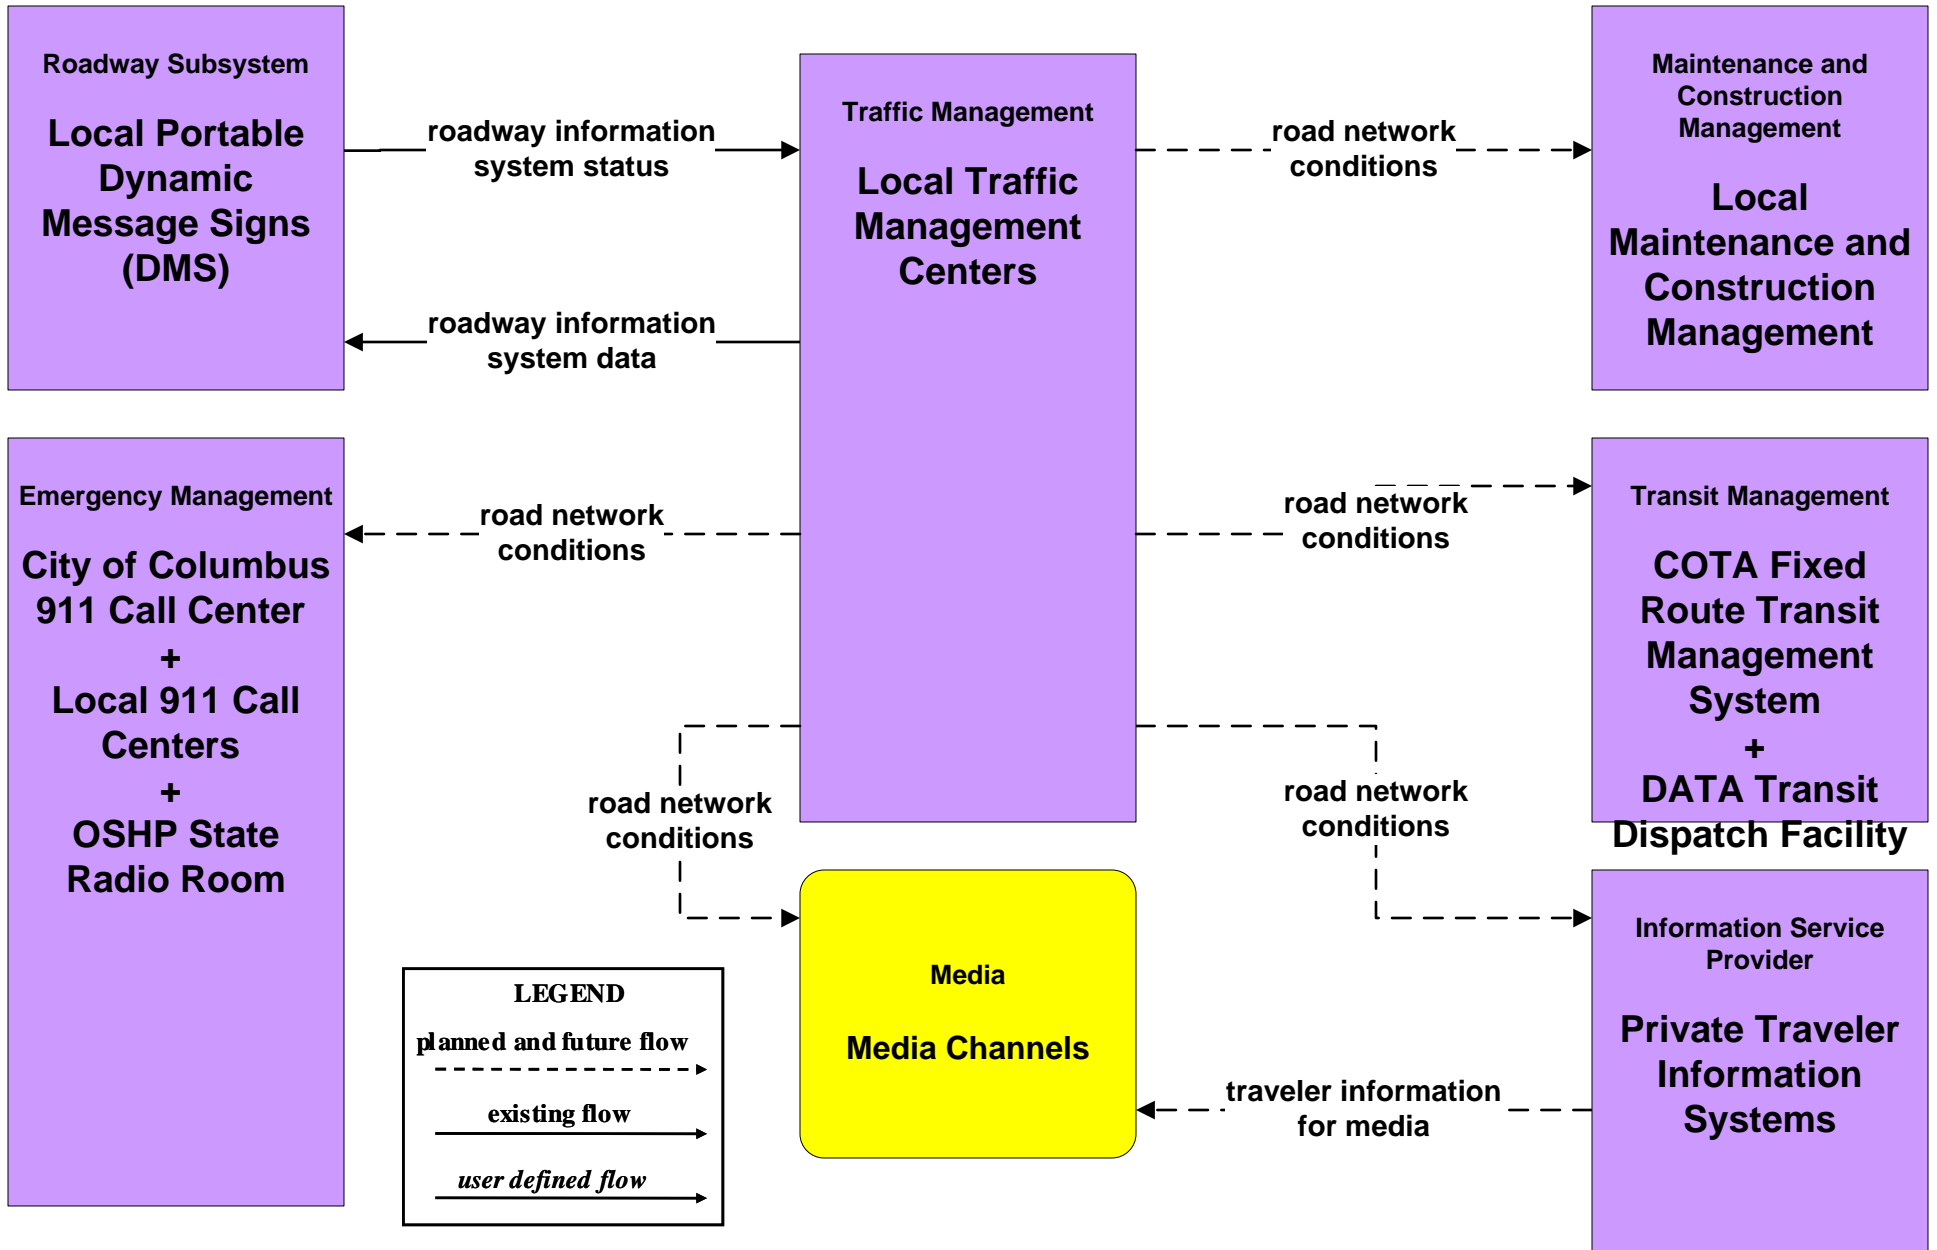 Roadway Subsystem
Local Portable
Dynamic
Message Signs
(DMS)
roadway information
system status
roadway information
system data
Traffic Management
Local Traffic
Management
Centers
road network
conditions
Maintenance and
Construction
Management
Local
Maintenance and
Construction
Management
Emergency Management
City of Columbus
911 Call Center
+
Local 911 Call
Centers
+
OSHP State
Radio Room
road network
conditions
road network
conditions
Transit Management
COTA Fixed
Route Transit
Management
System
+
DATA Transit
Dispatch Facility
road network
conditions
road network
conditions
Media
Media Channels
Information Service
Provider
Private Traveler
Information
Systems
traveler information
for media
LEGEND
planned and future flow
existing flow
user defined flow